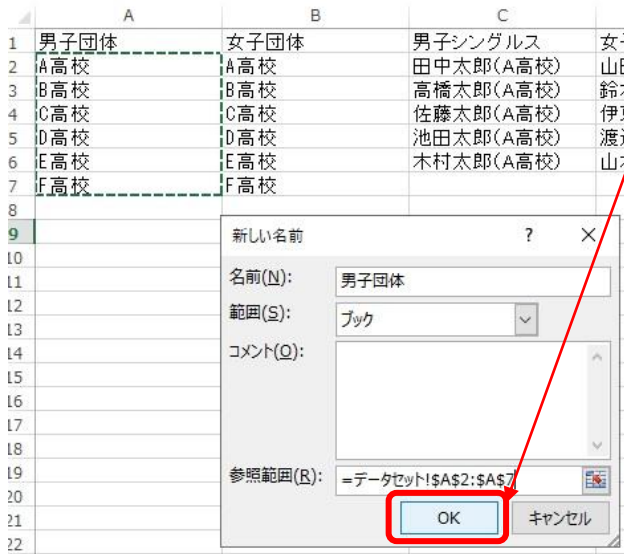 A B C
1 男子団体 女子団体 男子シングルス 女
2 A高校 A高校 田中太郎(A高校) 山
3 B高校 B高校 高橋太郎(A高校) 鈴
4 C高校 C高校 佐藤太郎(A高校) 伊
5 D高校 D高校 池田太郎(A高校) 渡
6 E高校 E高校 木村太郎(A高校) 山
7 F高校 F高校
8
9
10
11
12
13
14
15
16
17
18
19
20
21
22
新しい名前 ? ×
名前(N): 男子団体
範囲(S): ブック
コメント(O):
参照範囲(R): =データセット!$A$2:$A$7
OK キャンセル